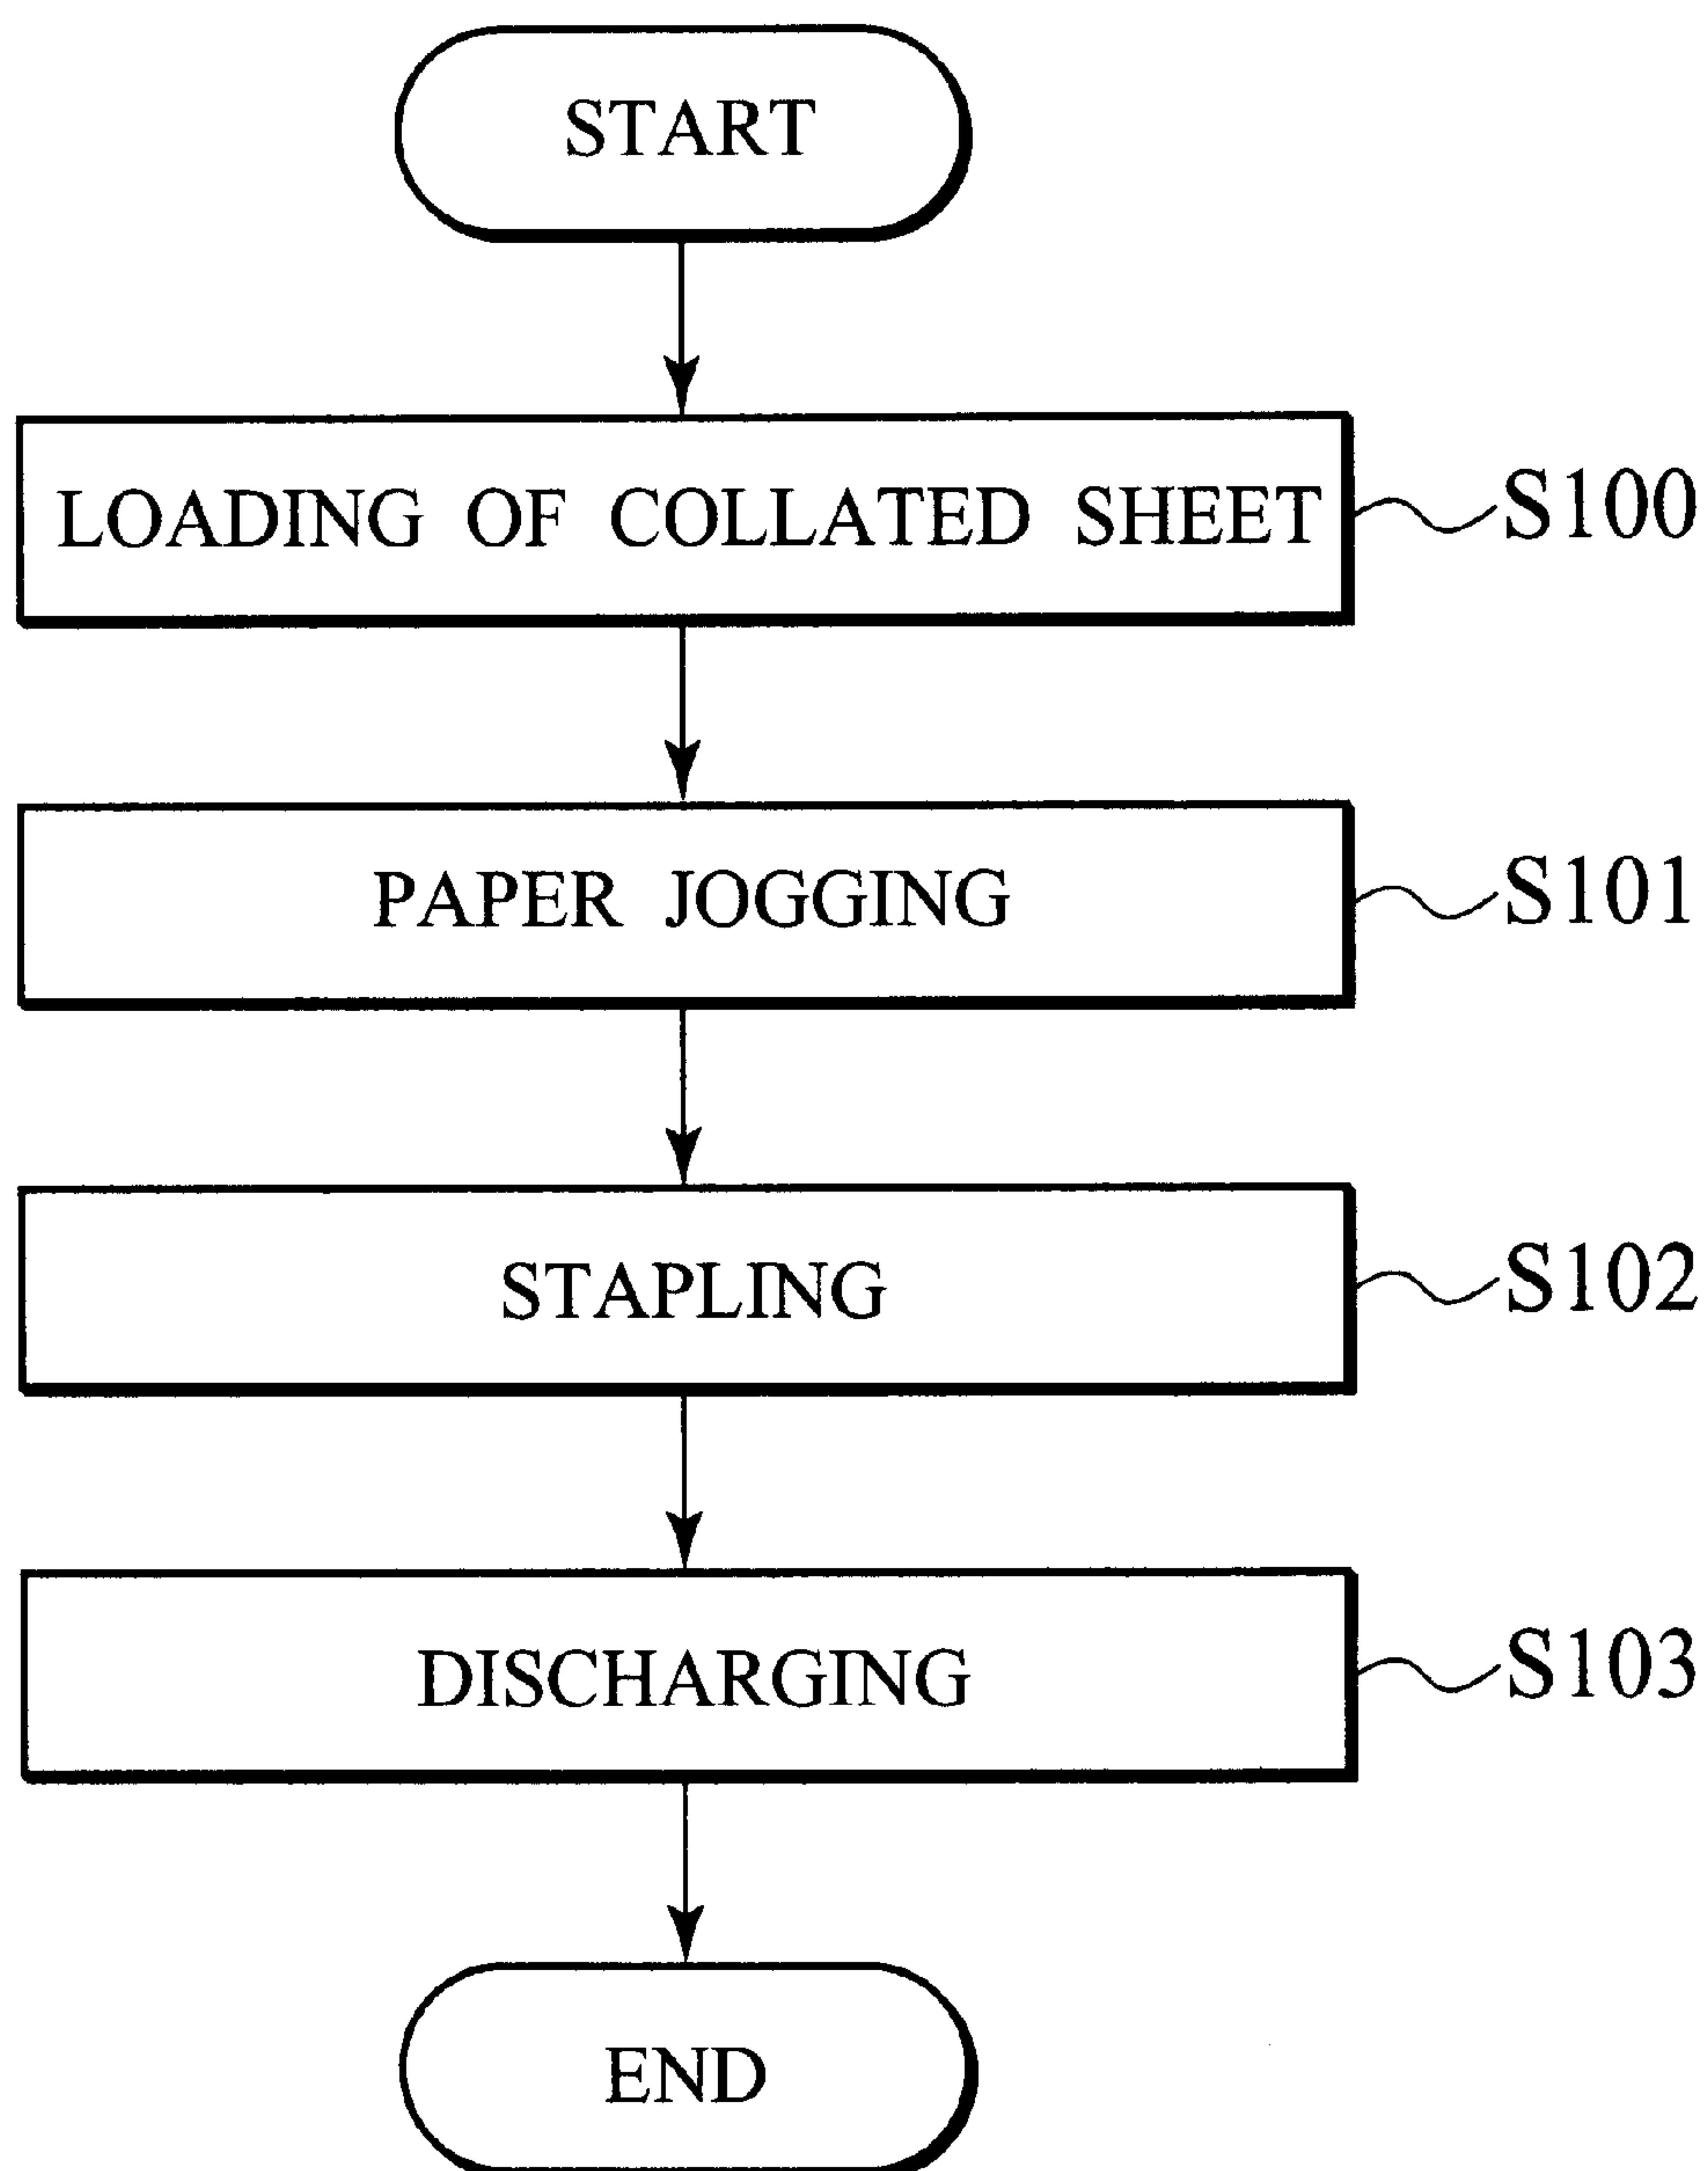 START
LOADING OF COLLATED SHEET
S100
PAPER JOGGING
S101
STAPLING
S102
DISCHARGING
S103
END